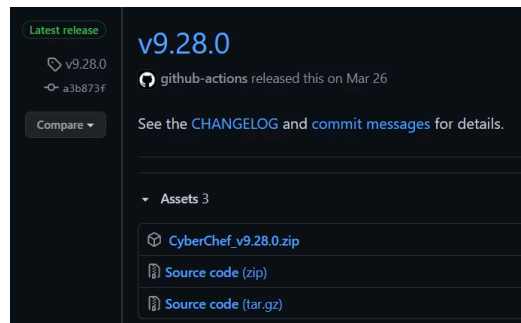 Latest release
v9.28.0
a3b873f
Compare
v9.28.0
github-actions released this on Mar 26
See the CHANGELOG and commit messages for details.
Assets 3
CyberChef_v9.28.0.zip
Source code (zip)
Source code (tar.gz)